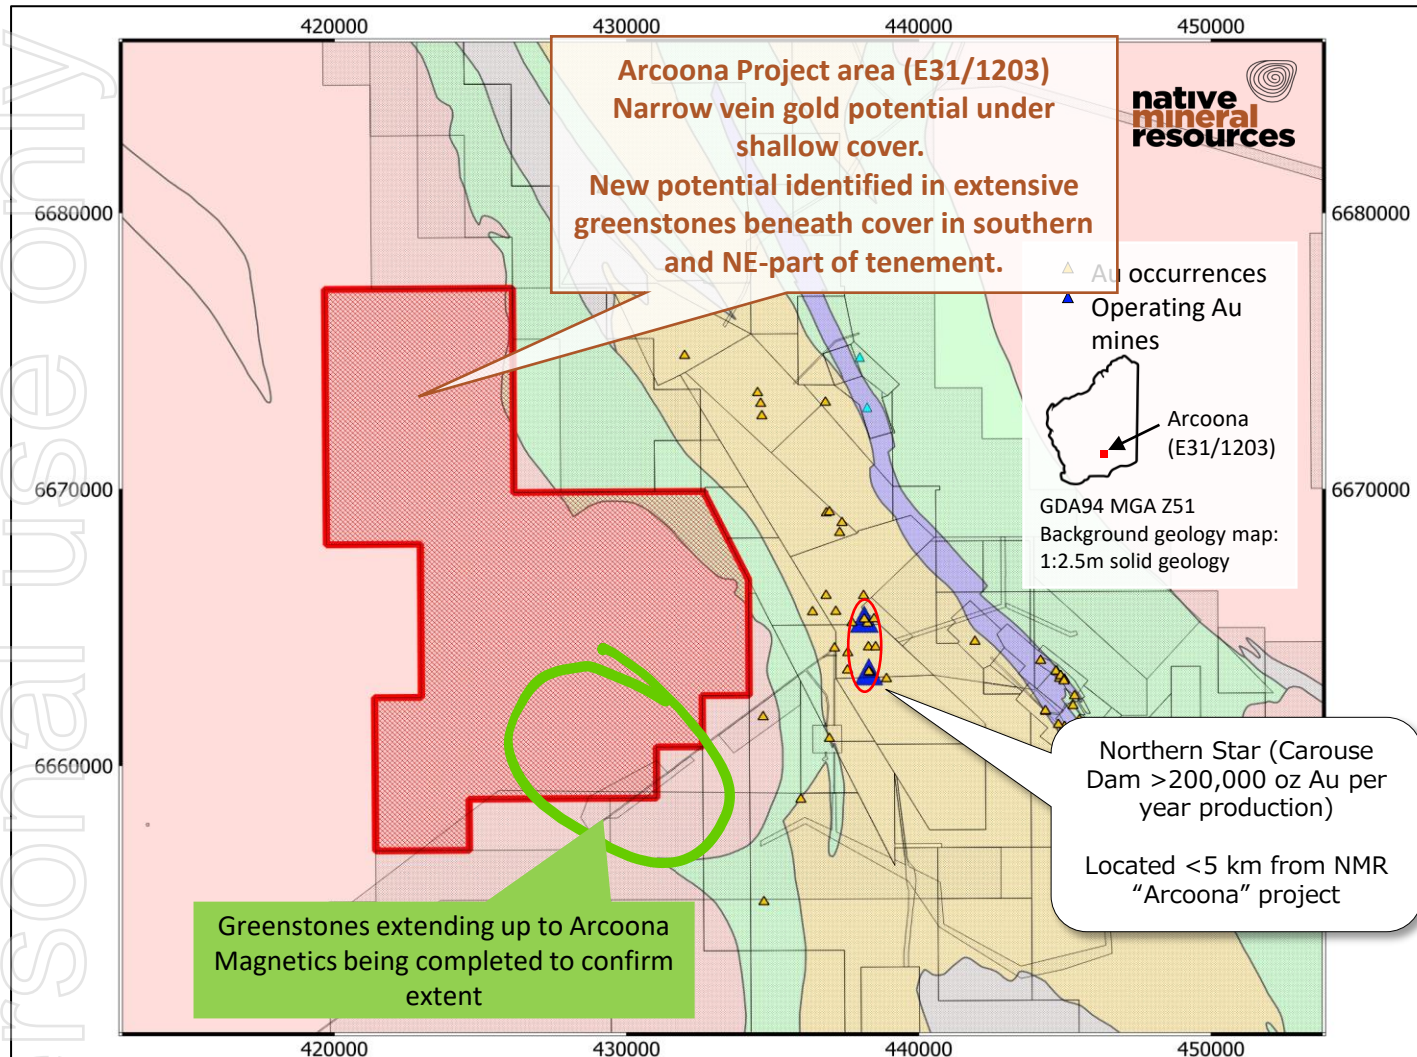 420000
430000
440000
450000
Arcoona Project area (E31/1203)
Narrow vein gold potential under
shallow cover.
New potential identified in extensive
greenstones beneath cover in southern
and NE-part of tenement.
native
mineral
resources
6680000
6680000
Au occurrences
Operating Au
mines
Arcoona
(E31/1203)
6670000
6670000
GDA94 MGA Z51
Background geology map:
1:2.5m solid geology
6660000
Northern Star (Carouse
Dam >200,000 oz Au per
year production)
Located <5 km from NMR
“Arcoona” project
Greenstones extending up to Arcoona
Magnetics being completed to confirm
extent
420000
430000
440000
450000
ersonal use only